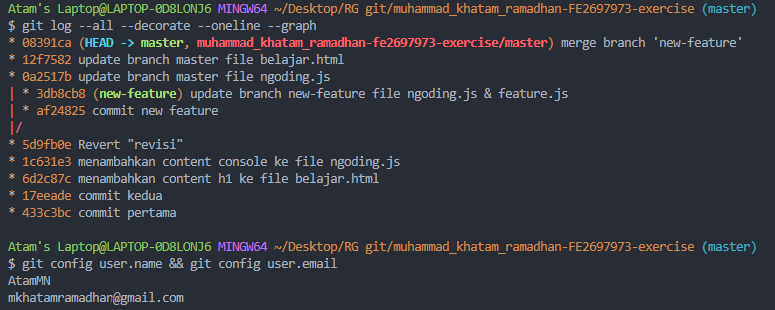 Atam's Laptop@LAPTOP-0D8LONJ6 MINGW64 ~/Desktop/RG git/muhammad_khatam_ramadhan-FE2697973-exercise (master)
$ git log --all --decorate --oneline --graph
* 08391ca (HEAD -> master, muhammad_khatam_ramadhan-fe2697973-exercise/master) merge branch 'new-feature'
* 12f7582 update branch master file belajar.html
* 0a2517b update branch master file ngoding.js
| * 3db8cb8 (new-feature) update branch new-feature file ngoding.js & feature.js
| * af24825 commit new feature
|/
* 5d9fb0e Revert "revisi"
* 1c631e3 menambahkan content console ke file ngoding.js
* 6d2c87c menambahkan content h1 ke file belajar.html
* 17eeade commit kedua
* 433c3bc commit pertama
Atam's Laptop@LAPTOP-0D8LONJ6 MINGW64 ~/Desktop/RG git/muhammad_khatam_ramadhan-FE2697973-exercise (master)
$ git config user.name && git config user.email
AtamMN
mkhatamramadhan@gmail.com